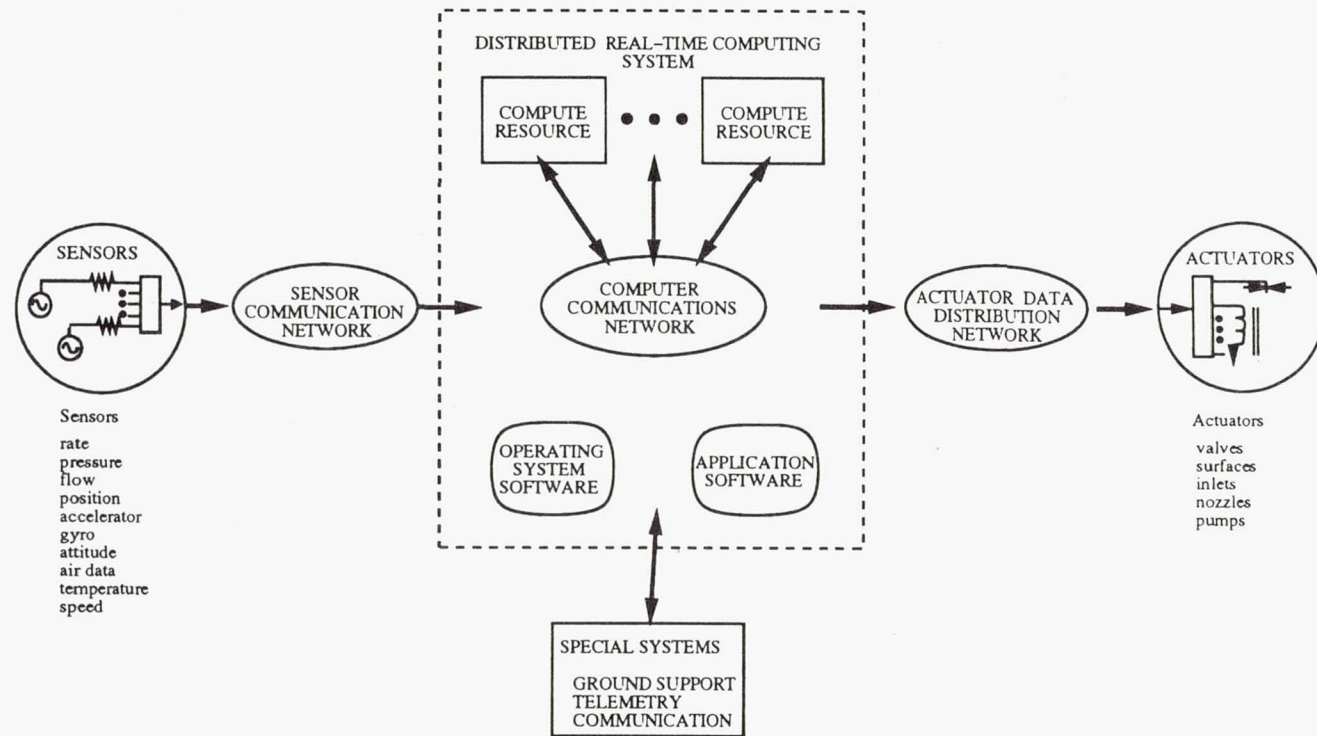 DISTRIBUTED REAL-TIME COMPUTING
SYSTEM
COMPUTE
RESOURCE
COMPUTE
RESOURCE
SENSORS
SENSOR
COMMUNICATION
NETWORK
COMPUTER
COMMUNICATIONS
NETWORK
ACTUATOR DATA
DISTRIBUTION
NETWORK
ACTUATORS
Sensors
rate
pressure
flow
position
accelerator
gyro
attitude
air data
temperature
speed
OPERATING
SYSTEM
SOFTWARE
APPLICATION
SOFTWARE
Actuators
valves
surfaces
inlets
nozzles
pumps
SPECIAL SYSTEMS
GROUND SUPPORT
TELEMETRY
COMMUNICATION